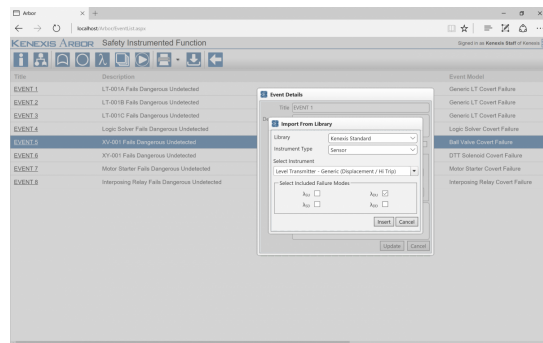 Arbor
localhost/Arbor/EventList.aspx
KENEXIS ARBOR Safety Instrumented Function
Signed in as Kenexis Staff of Kenexis
Title Description Event Model
EVENT 1 LT-001A Fails Dangerous Undetected Generic LT Covert Failure
EVENT 2 LT-001B Fails Dangerous Undetected Generic LT Covert Failure
EVENT 3 LT-001C Fails Dangerous Undetected Generic LT Covert Failure
EVENT 4 Logic Solver Fails Dangerous Undetected Logic Solver Covert Failure
EVENT 5 XV-001 Fails Dangerous Undetected Ball Valve Covert Failure
EVENT 6 XY-001 Fails Dangerous Undetected DTT Solenoid Covert Failure
EVENT 7 Motor Starter Fails Dangerous Undetected Motor Starter Covert Failure
EVENT 8 Interposing Relay Fails Dangerous Undetected Interposing Relay Covert Failure
Event Details
Title EVENT 1
Import From Library
Library Kenexis Standard
Instrument Type Sensor
Select Instrument
Level Transmitter - Generic (Displacement / Hi Trip)
Select Included Failure Modes
Insert Cancel
Update Cancel